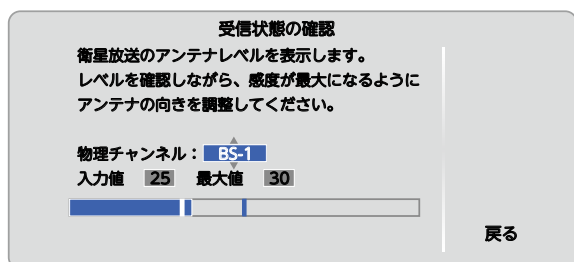 受信状態の確認
衛星放送のアンテナレベルを表示します。
レベルを確認しながら、感度が最大になるように
アンテナの向きを調整してください。
物理チャンネル： BS-1
入力値 25 最大値 30
戻る